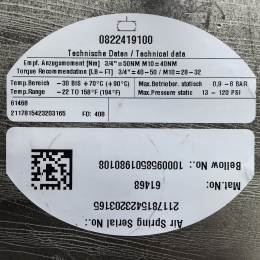 0822419100
Technische Daten / Technical data
Empf. Anzugsmoment [Nm] 3/4"=50NM M10=40NM
Torque Recommendation [LB-FT] 3/4"=40-50 / M10=28-32
Temp.Bereich -30 BIS +70°C (+90°C) Max.Betrieber. statisch 0,9 -8 BAR
Temp.Range -22 TO 158°F (194°F) Max.Pressure static 13 - 120 PSI
61468
2117815423203165 FD: 408
Bellow No.: 10009585019B0108
Mat.No: 61468
2117815423203165
Air Spring Serial No.: